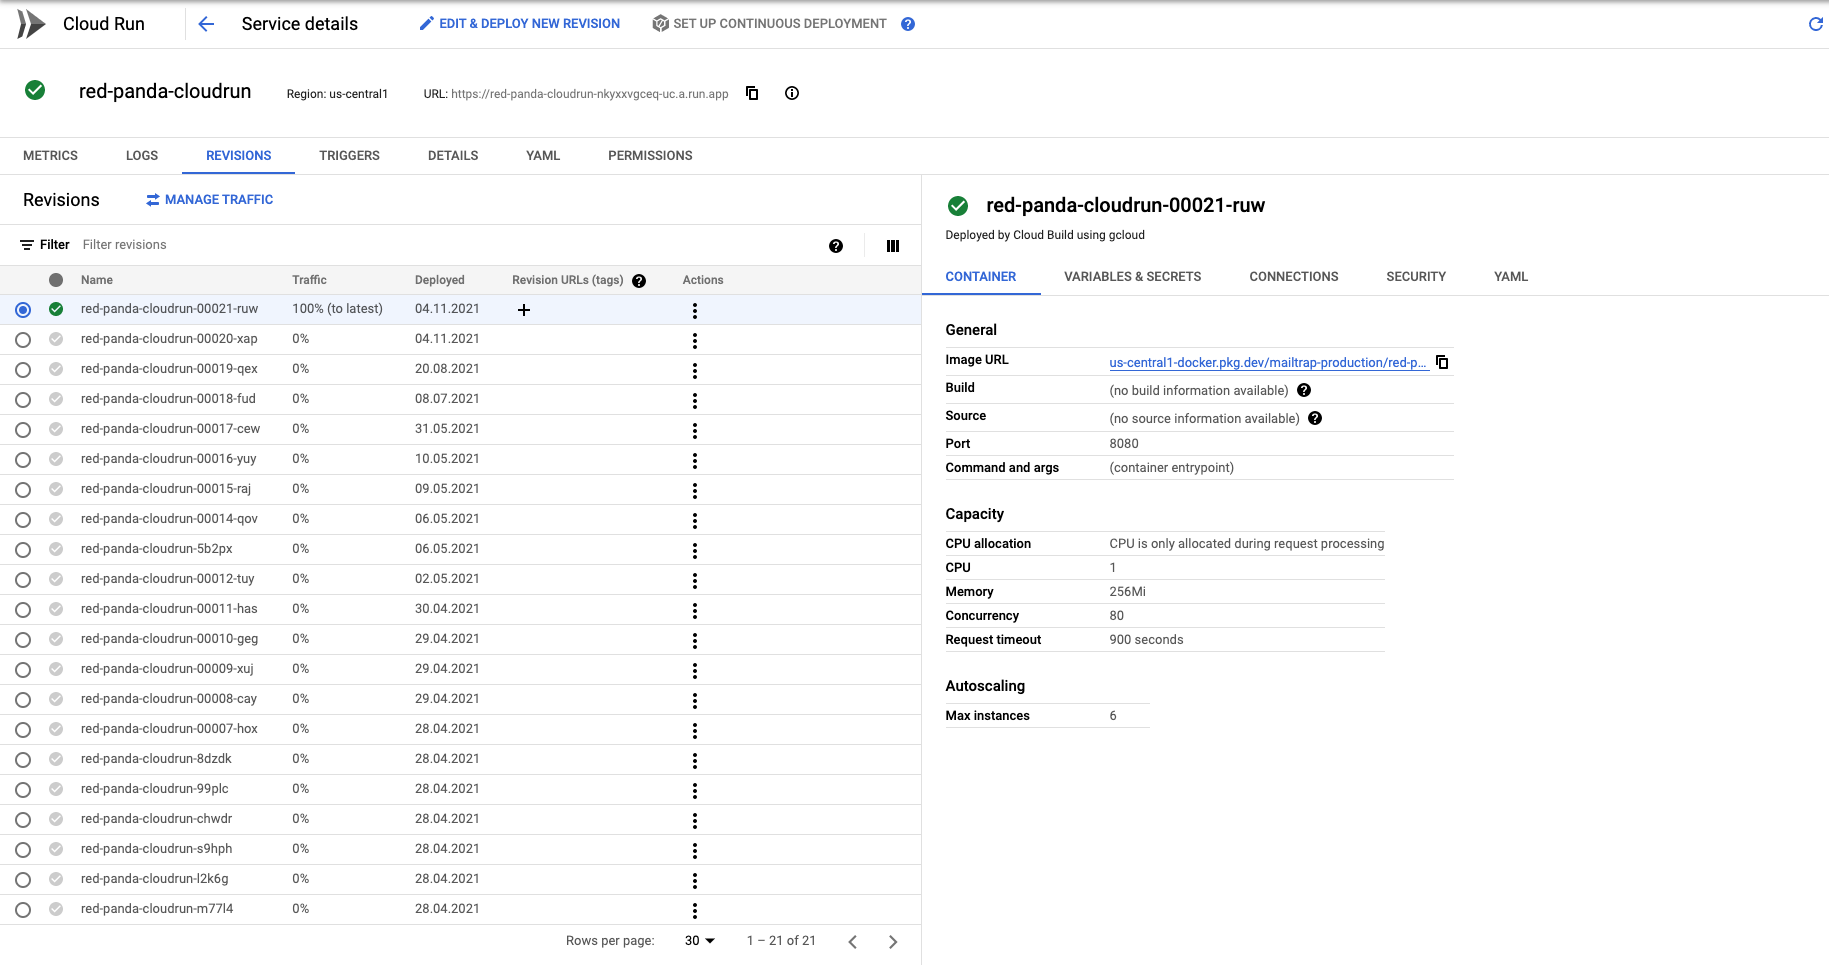 Cloud Run
Service details
EDIT & DEPLOY NEW REVISION
SET UP CONTINUOUS DEPLOYMENT
red-panda-cloudrun
Region: us-central1
URL: https://red-panda-cloudrun-nkyxxvgceq-uc.a.run.app
METRICS LOGS REVISIONS TRIGGERS DETAILS YAML PERMISSIONS
Revisions
MANAGE TRAFFIC
Filter Filter revisions
Name Traffic Deployed Revision URLs (tags) Actions
red-panda-cloudrun-00021-ruw 100% (to latest) 04.11.2021
red-panda-cloudrun-00020-xap 0% 04.11.2021
red-panda-cloudrun-00019-qex 0% 20.08.2021
red-panda-cloudrun-00018-fud 0% 08.07.2021
red-panda-cloudrun-00017-cew 0% 31.05.2021
red-panda-cloudrun-00016-yuy 0% 10.05.2021
red-panda-cloudrun-00015-raj 0% 09.05.2021
red-panda-cloudrun-00014-qov 0% 06.05.2021
red-panda-cloudrun-5b2px 0% 06.05.2021
red-panda-cloudrun-00012-tuy 0% 02.05.2021
red-panda-cloudrun-00011-has 0% 30.04.2021
red-panda-cloudrun-00010-geg 0% 29.04.2021
red-panda-cloudrun-00009-xuj 0% 29.04.2021
red-panda-cloudrun-00008-cay 0% 29.04.2021
red-panda-cloudrun-00007-hox 0% 28.04.2021
red-panda-cloudrun-8dzdk 0% 28.04.2021
red-panda-cloudrun-99plc 0% 28.04.2021
red-panda-cloudrun-chwdr 0% 28.04.2021
red-panda-cloudrun-s9hph 0% 28.04.2021
red-panda-cloudrun-l2k6g 0% 28.04.2021
red-panda-cloudrun-m77l4 0% 28.04.2021
Rows per page: 30 1 – 21 of 21
red-panda-cloudrun-00021-ruw
Deployed by Cloud Build using gcloud
CONTAINER VARIABLES & SECRETS CONNECTIONS SECURITY YAML
General
Image URL us-central1-docker.pkg.dev/mailtrap-production/red-p...
Build (no build information available)
Source (no source information available)
Port 8080
Command and args (container entrypoint)
Capacity
CPU allocation CPU is only allocated during request processing
CPU 1
Memory 256Mi
Concurrency 80
Request timeout 900 seconds
Autoscaling
Max instances 6